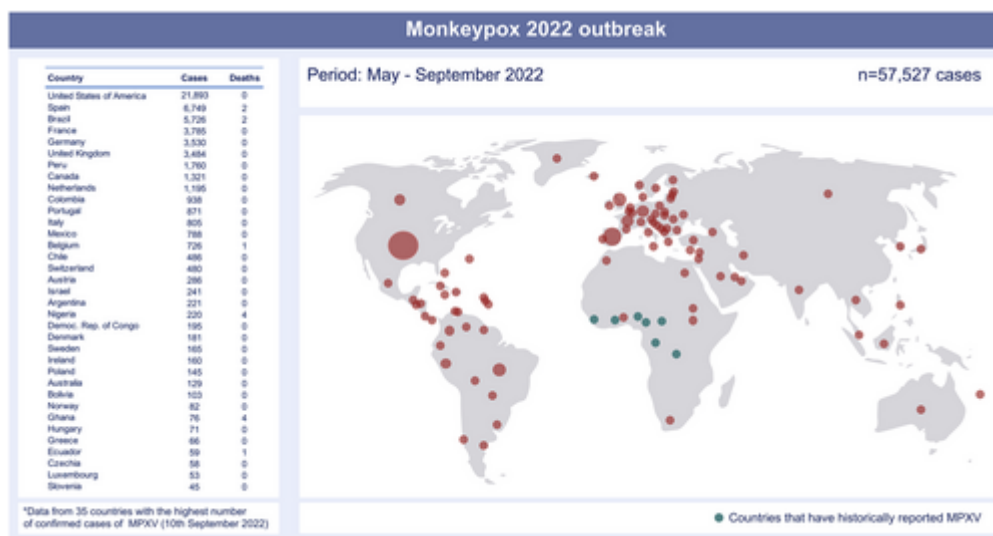 Monkeypox 2022 outbreak
Country Cases Deaths
United States of America 21,893 0
Spain 6,749 2
Brazil 5,726 2
France 3,785 0
Germany 3,530 0
United Kingdom 3,484 0
Peru 1,760 0
Canada 1,321 0
Netherlands 1,195 0
Colombia 938 0
Portugal 871 0
Italy 805 0
Mexico 788 0
Belgium 726 1
Chile 486 0
Switzerland 480 0
Austria 286 0
Israel 241 0
Argentina 221 0
Nigeria 220 4
Democ. Rep. of Congo 195 0
Denmark 181 0
Sweden 165 0
Ireland 160 0
Poland 145 0
Australia 129 0
Bolivia 103 0
Norway 82 0
Ghana 76 4
Hungary 71 0
Greece 66 0
Ecuador 59 1
Czechia 58 0
Luxembourg 53 0
Slovenia 45 0
*Data from 35 countries with the highest number
of confirmed cases of MPXV (10th September 2022)
Period: May - September 2022
n=57,527 cases
Countries that have historically reported MPXV